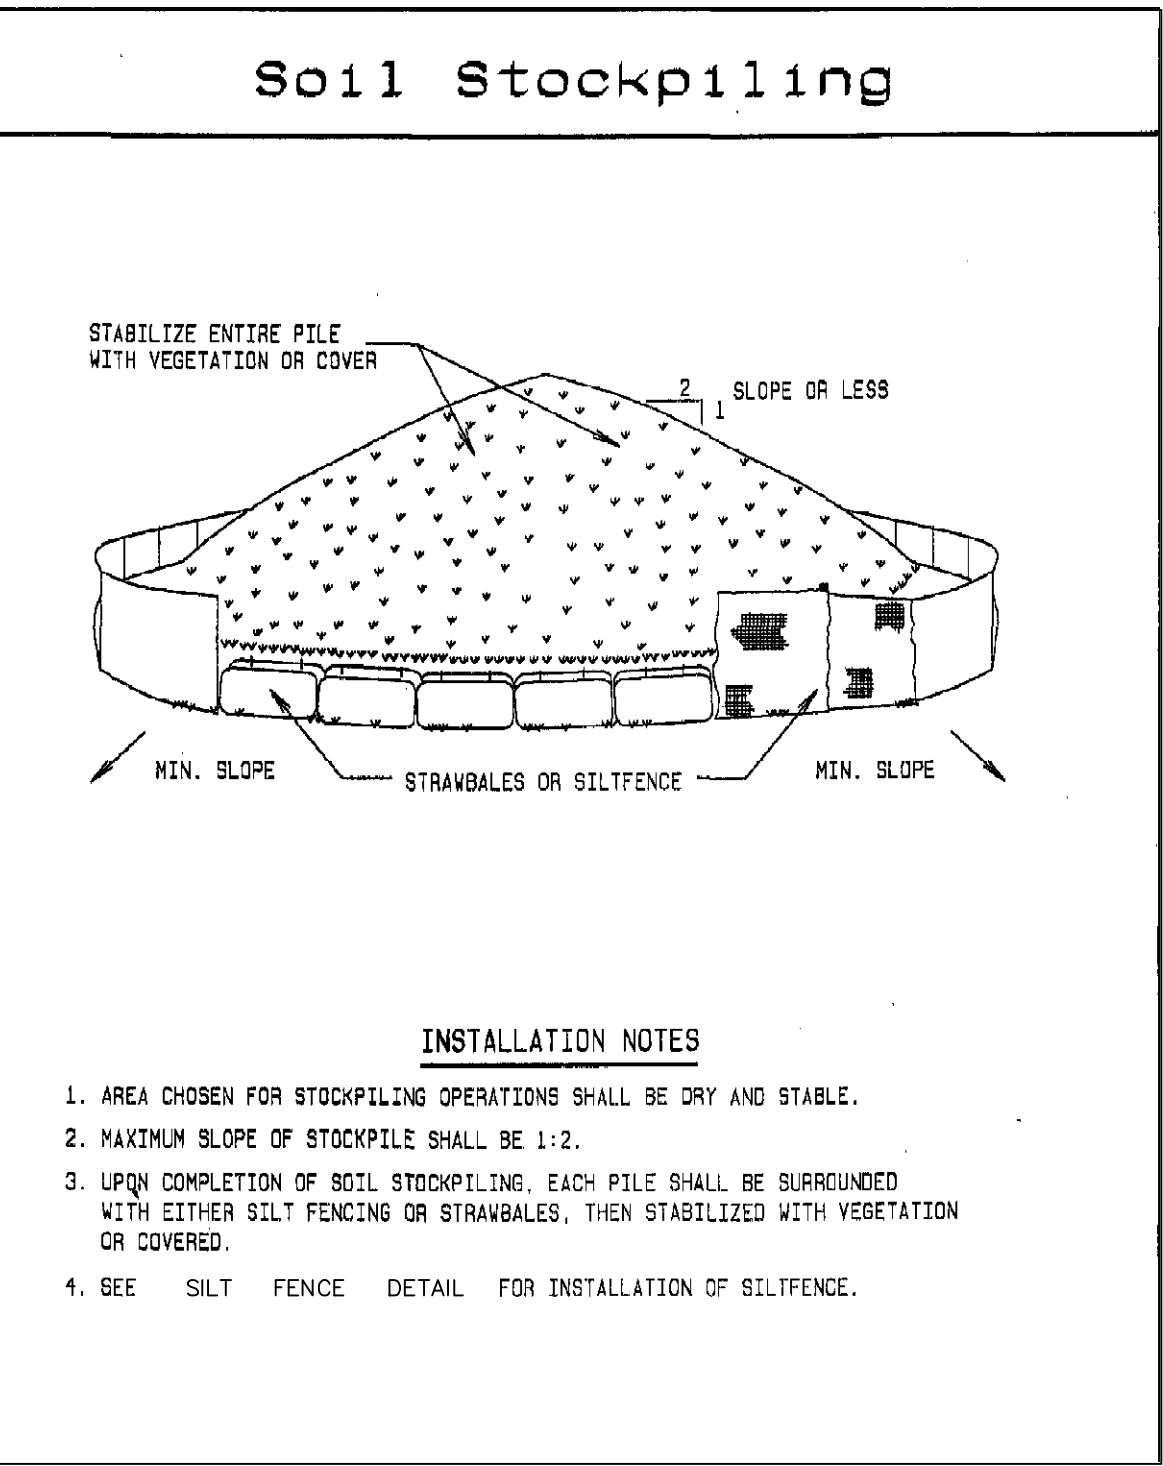 Soil Stockpiling
STABILIZE ENTIRE PILE
WITH VEGETATION OR COVER
2
1
SLOPE OR LESS
MIN. SLOPE
STRAWBALES OR SILTFENCE
MIN. SLOPE
INSTALLATION NOTES
1. AREA CHOSEN FOR STOCKPILING OPERATIONS SHALL BE DRY AND STABLE.
2. MAXIMUM SLOPE OF STOCKPILE SHALL BE 1:2.
3. UPON COMPLETION OF SOIL STOCKPILING, EACH PILE SHALL BE SURROUNDED
WITH EITHER SILT FENCING OR STRAWBALES, THEN STABILIZED WITH VEGETATION
OR COVERED.
4. SEE SILT FENCE DETAIL FOR INSTALLATION OF SILTFENCE.